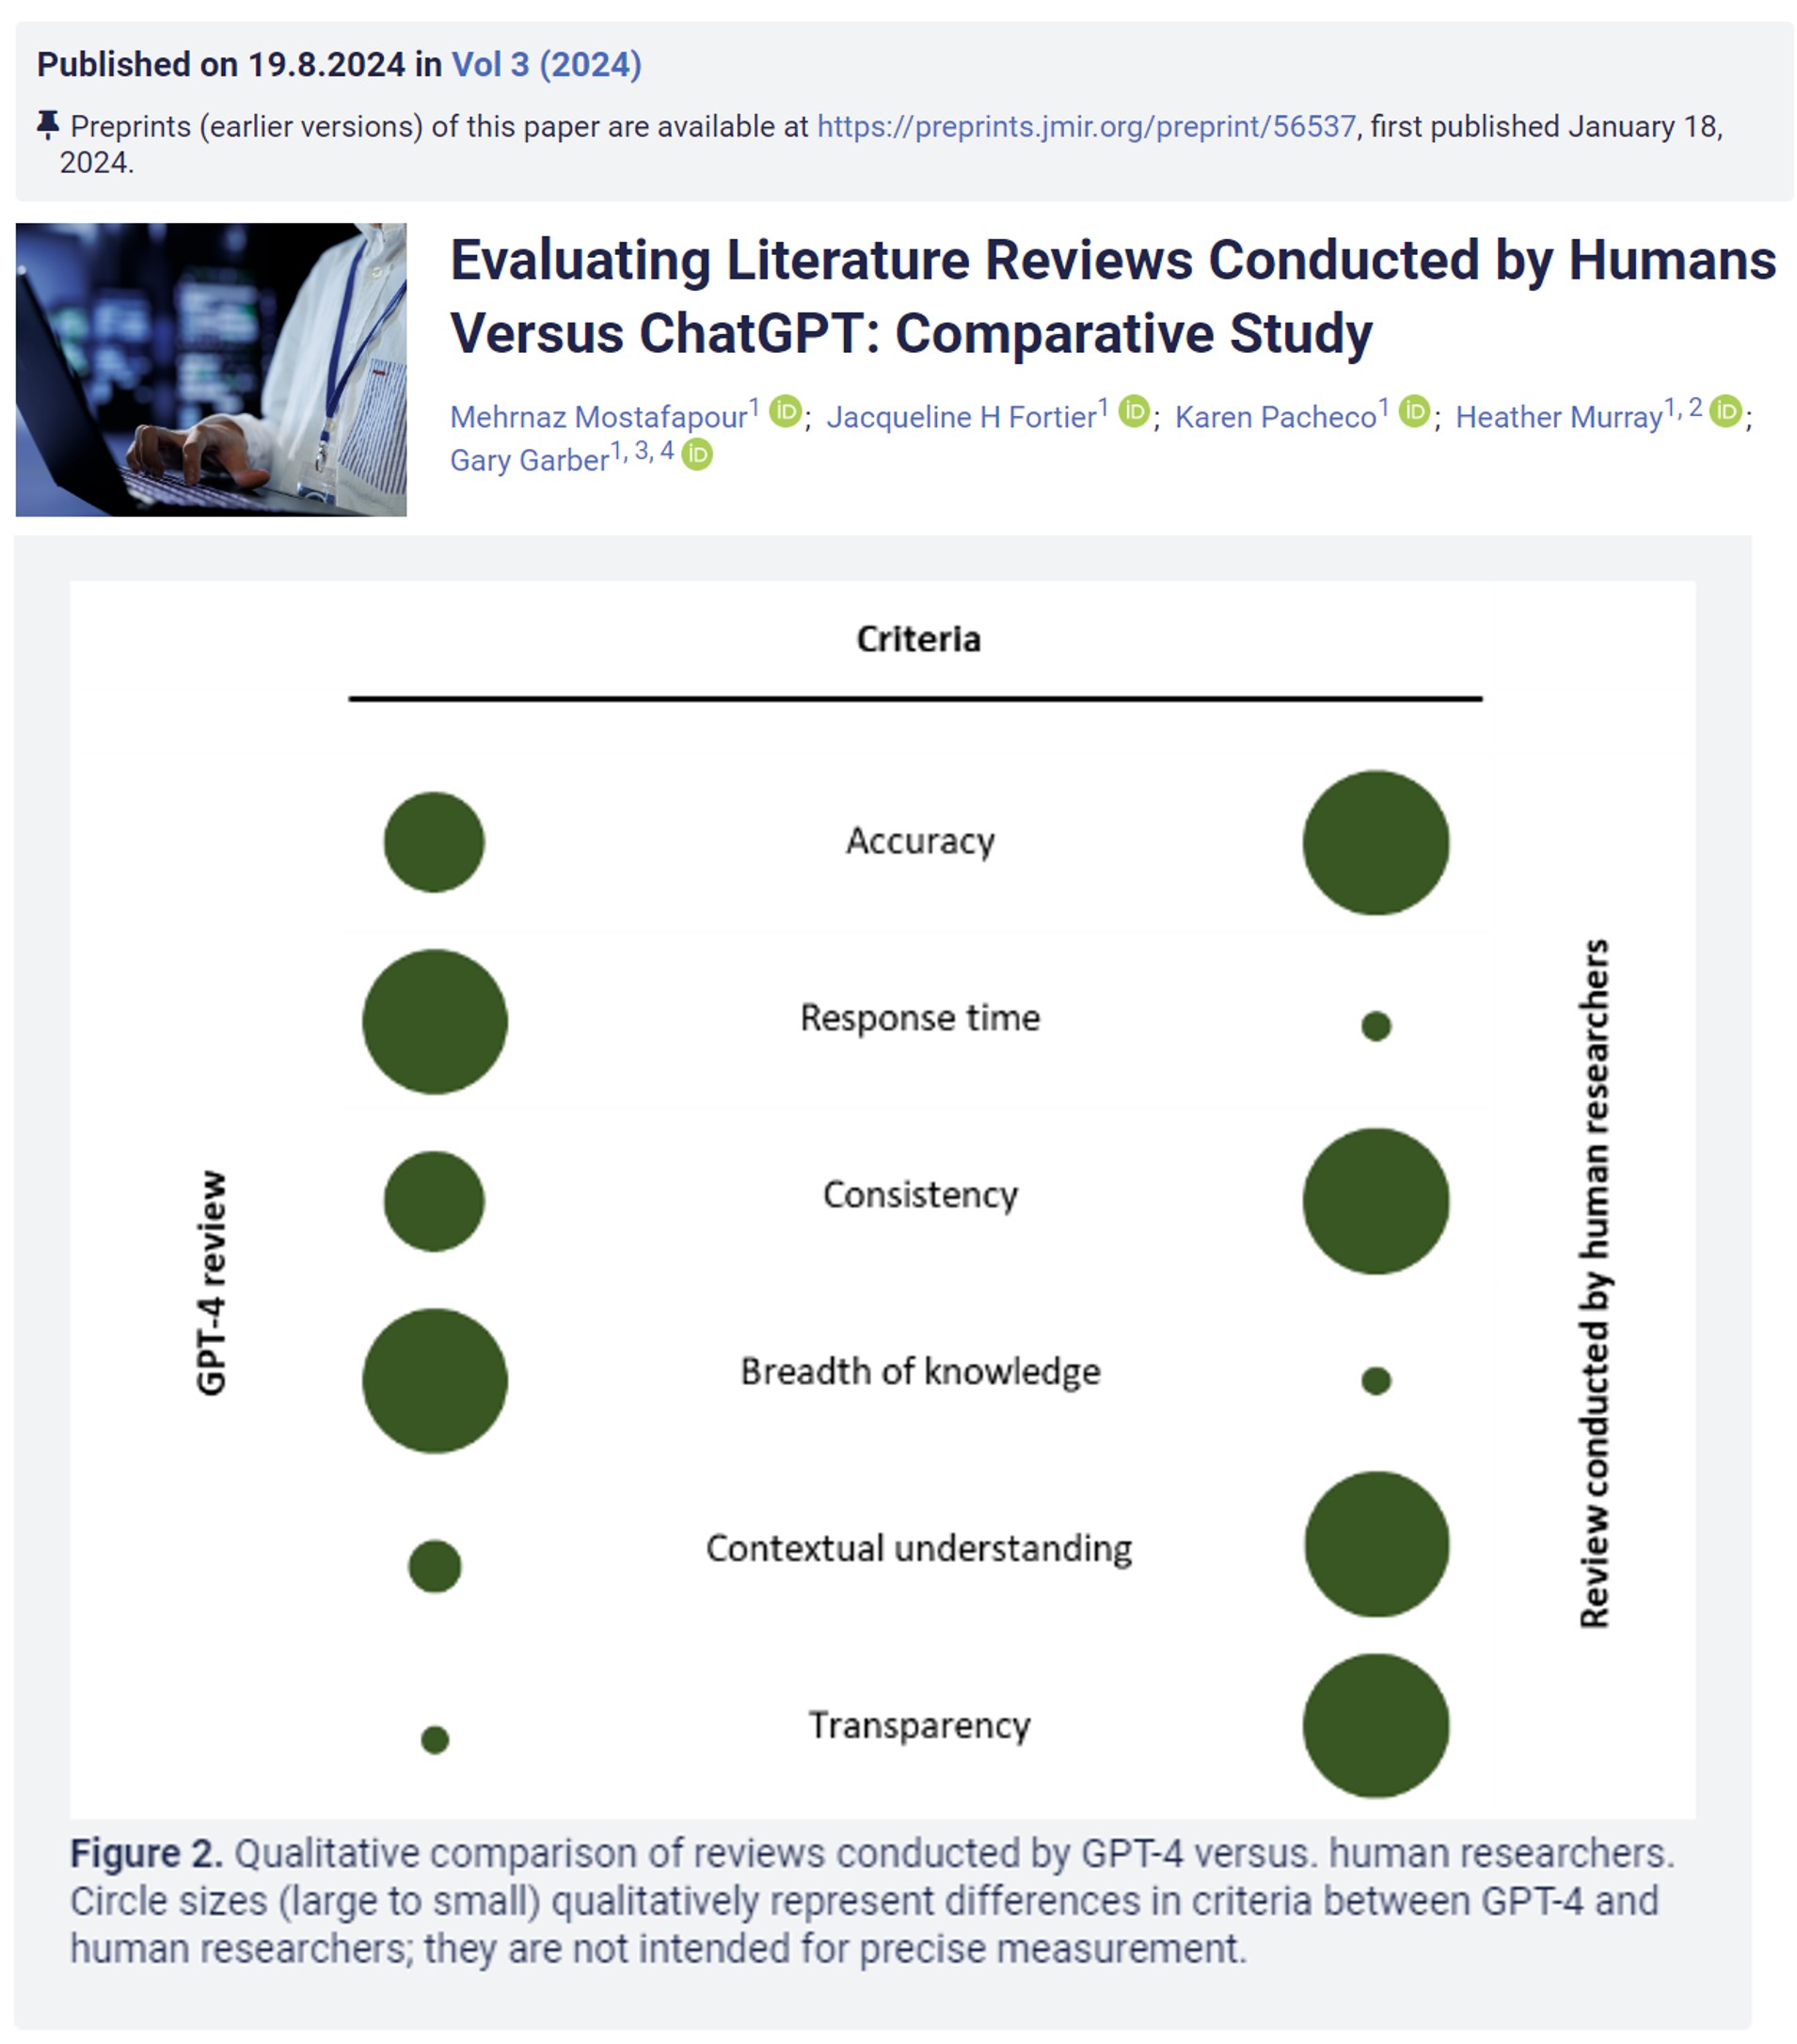 Published on 19.8.2024 in Vol 3 (2024)
Preprints (earlier versions) of this paper are available at https://preprints.jmir.org/preprint/56537, first published January 18,
2024.
Evaluating Literature Reviews Conducted by Humans
Versus ChatGPT: Comparative Study
Mehrnaz Mostafapour1 iD; Jacqueline H Fortier1 iD; Karen Pacheco1 iD; Heather Murray1, 2 iD;
Gary Garber1, 3, 4 iD
Criteria
GPT-4 review
Accuracy
Response time
Consistency
Breadth of knowledge
Contextual understanding
Transparency
Review conducted by human researchers
Figure 2. Qualitative comparison of reviews conducted by GPT-4 versus. human researchers.
Circle sizes (large to small) qualitatively represent differences in criteria between GPT-4 and
human researchers; they are not intended for precise measurement.